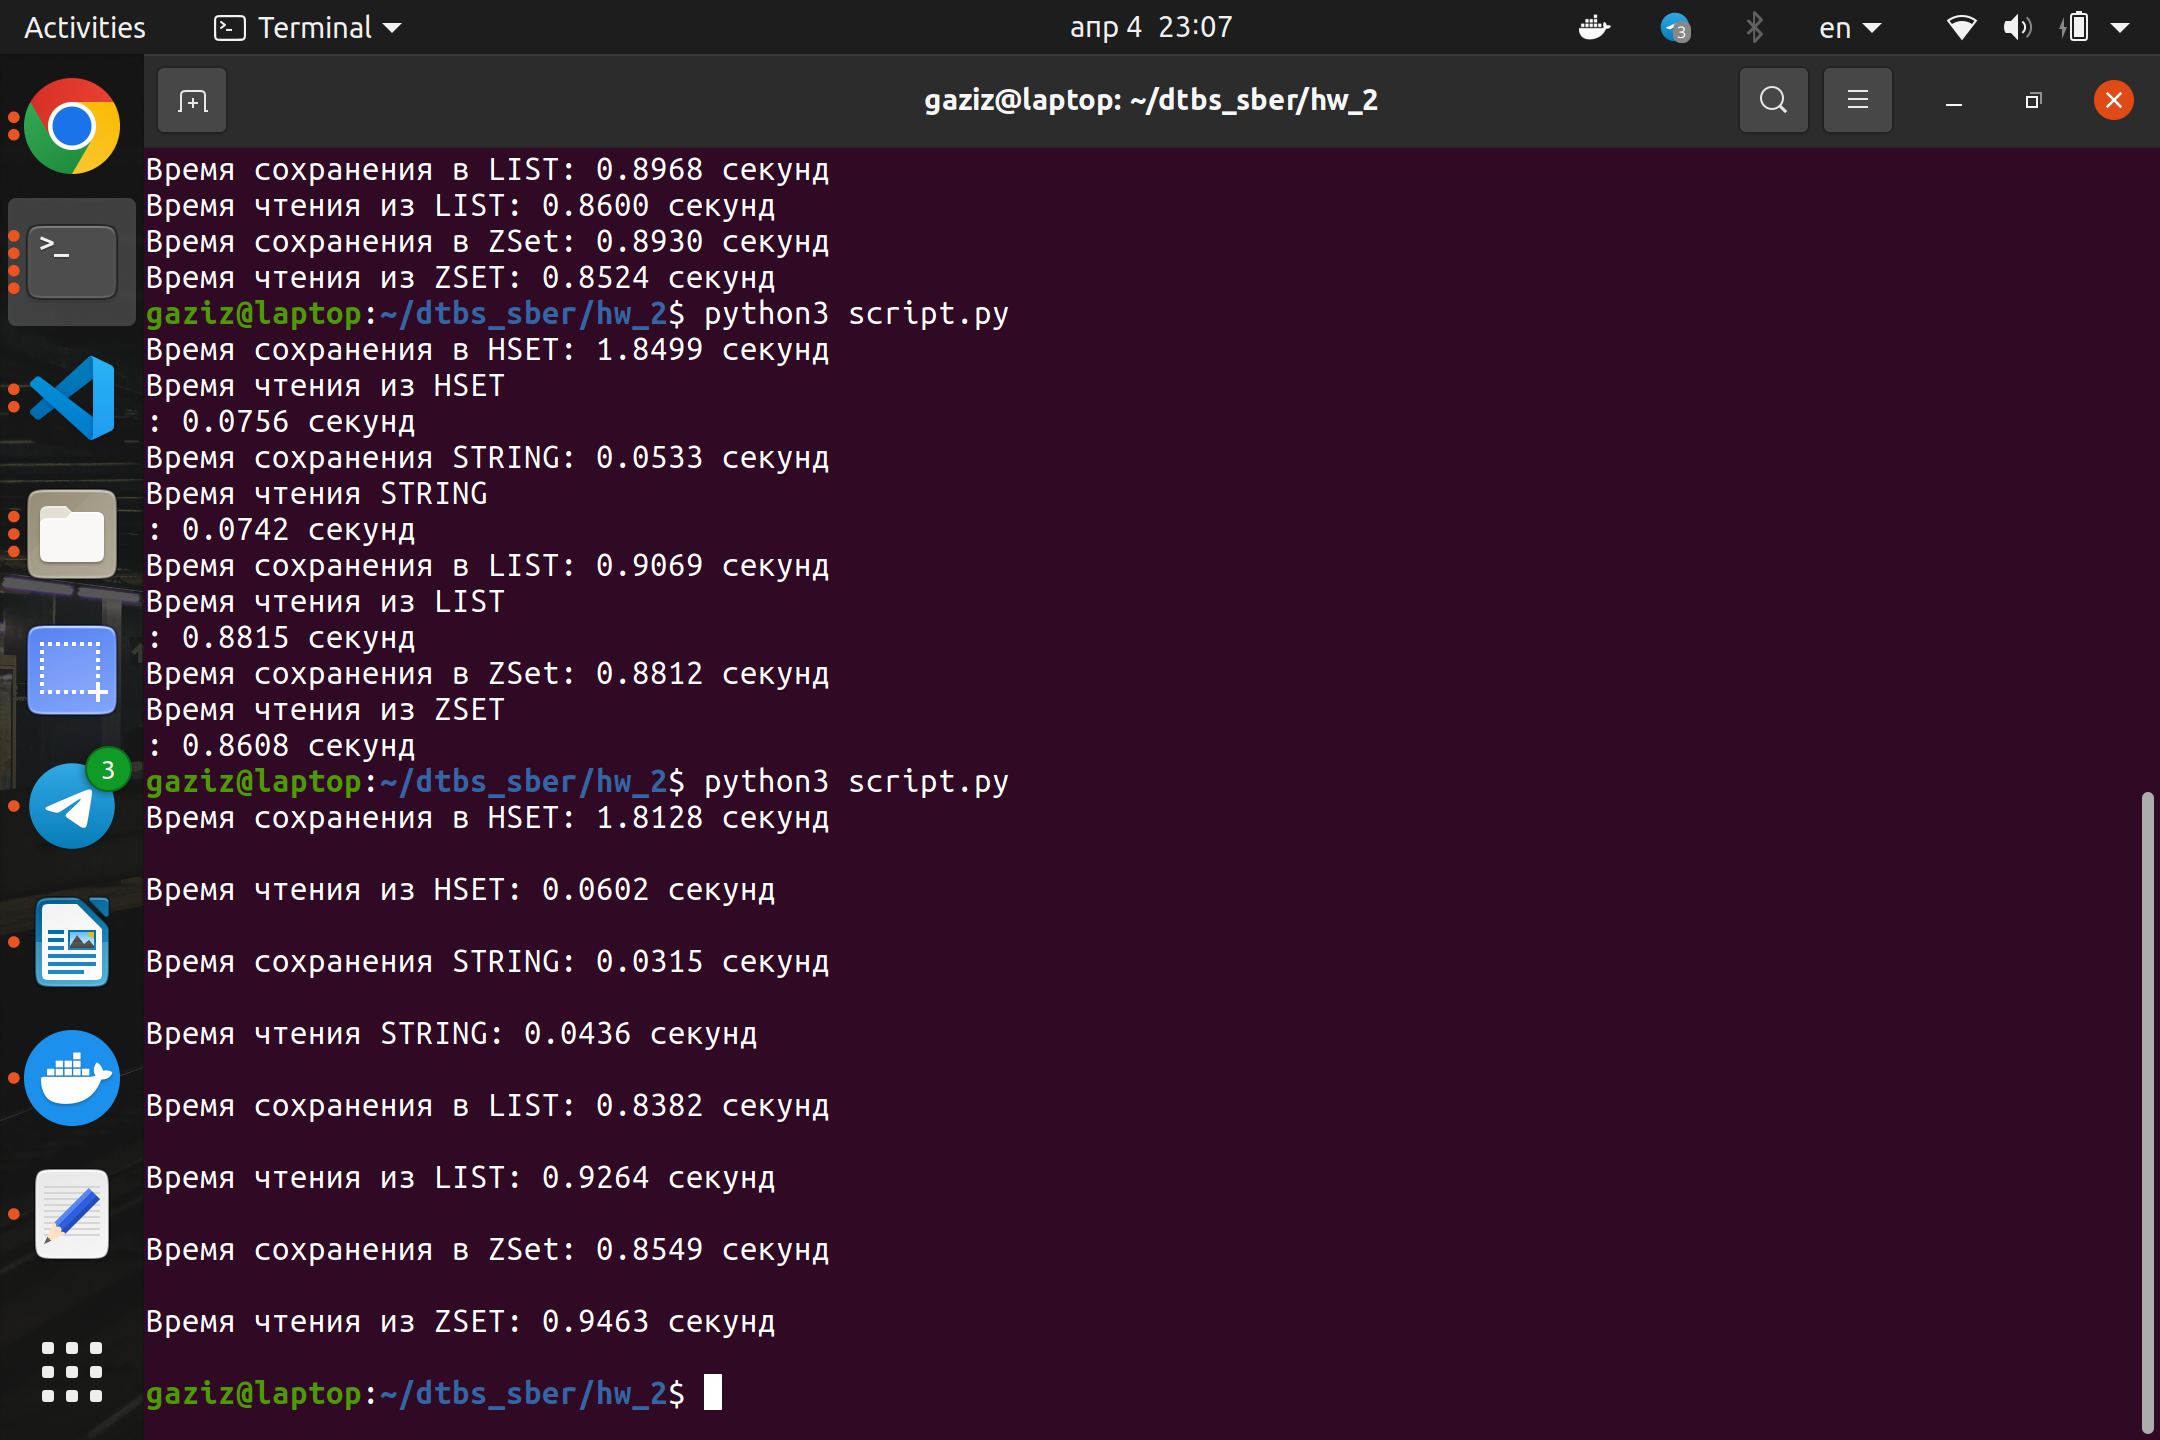 Activities
Terminal
апр 4 23:07
3
en
gaziz@laptop: ~/dtbs_sber/hw_2
Время сохранения в LIST: 0.8968 секунд
Время чтения из LIST: 0.8600 секунд
Время сохранения в ZSet: 0.8930 секунд
Время чтения из ZSET: 0.8524 секунд
gaziz@laptop:~/dtbs_sber/hw_2$ python3 script.py
Время сохранения в HSET: 1.8499 секунд
Время чтения из HSET
: 0.0756 секунд
Время сохранения STRING: 0.0533 секунд
Время чтения STRING
: 0.0742 секунд
Время сохранения в LIST: 0.9069 секунд
Время чтения из LIST
: 0.8815 секунд
Время сохранения в ZSet: 0.8812 секунд
Время чтения из ZSET
: 0.8608 секунд
gaziz@laptop:~/dtbs_sber/hw_2$ python3 script.py
Время сохранения в HSET: 1.8128 секунд
Время чтения из HSET: 0.0602 секунд
Время сохранения STRING: 0.0315 секунд
Время чтения STRING: 0.0436 секунд
Время сохранения в LIST: 0.8382 секунд
Время чтения из LIST: 0.9264 секунд
Время сохранения в ZSet: 0.8549 секунд
Время чтения из ZSET: 0.9463 секунд
gaziz@laptop:~/dtbs_sber/hw_2$
>_
3